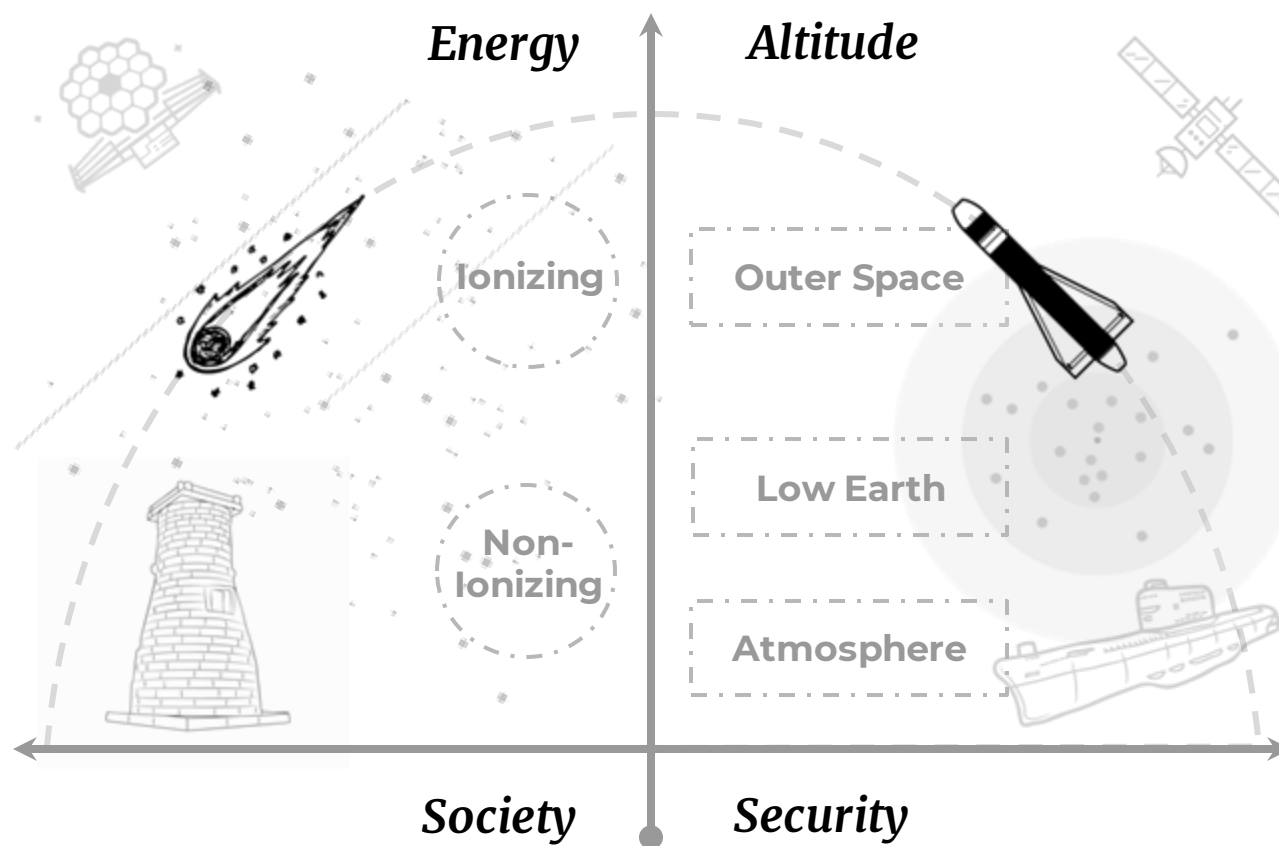 Energy
Altitude
Ionizing
Outer Space
Low Earth
Non-
Ionizing
Atmosphere
Society
Security